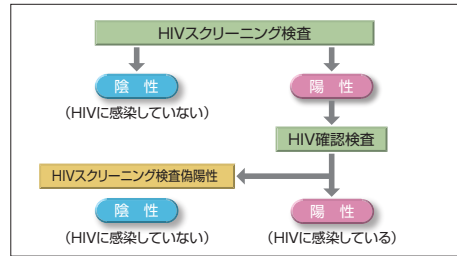 HIVスクリーニング検査
陰 性
陽 性
(HIVに感染していない)
HIV確認検査
HIVスクリーニング検査偽陽性
陰 性
陽 性
(HIVに感染していない)
(HIVに感染している)